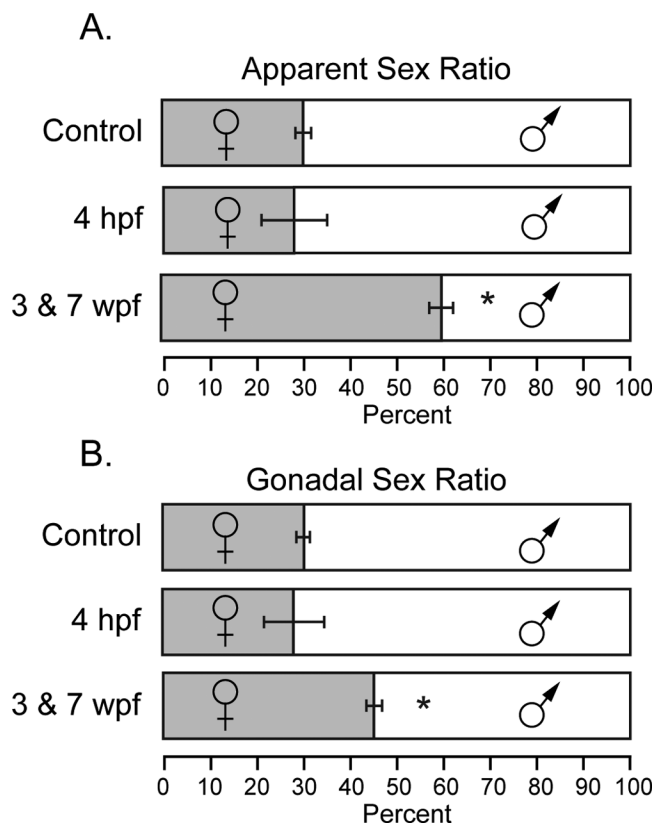 A.
Apparent Sex Ratio
Control ♀ ♂
4 hpf ♀ ♂
3 & 7 wpf ♀ * ♂
0 10 20 30 40 50 60 70 80 90 100
Percent
B.
Gonadal Sex Ratio
Control ♀ ♂
4 hpf ♀ ♂
3 & 7 wpf ♀ * ♂
0 10 20 30 40 50 60 70 80 90 100
Percent